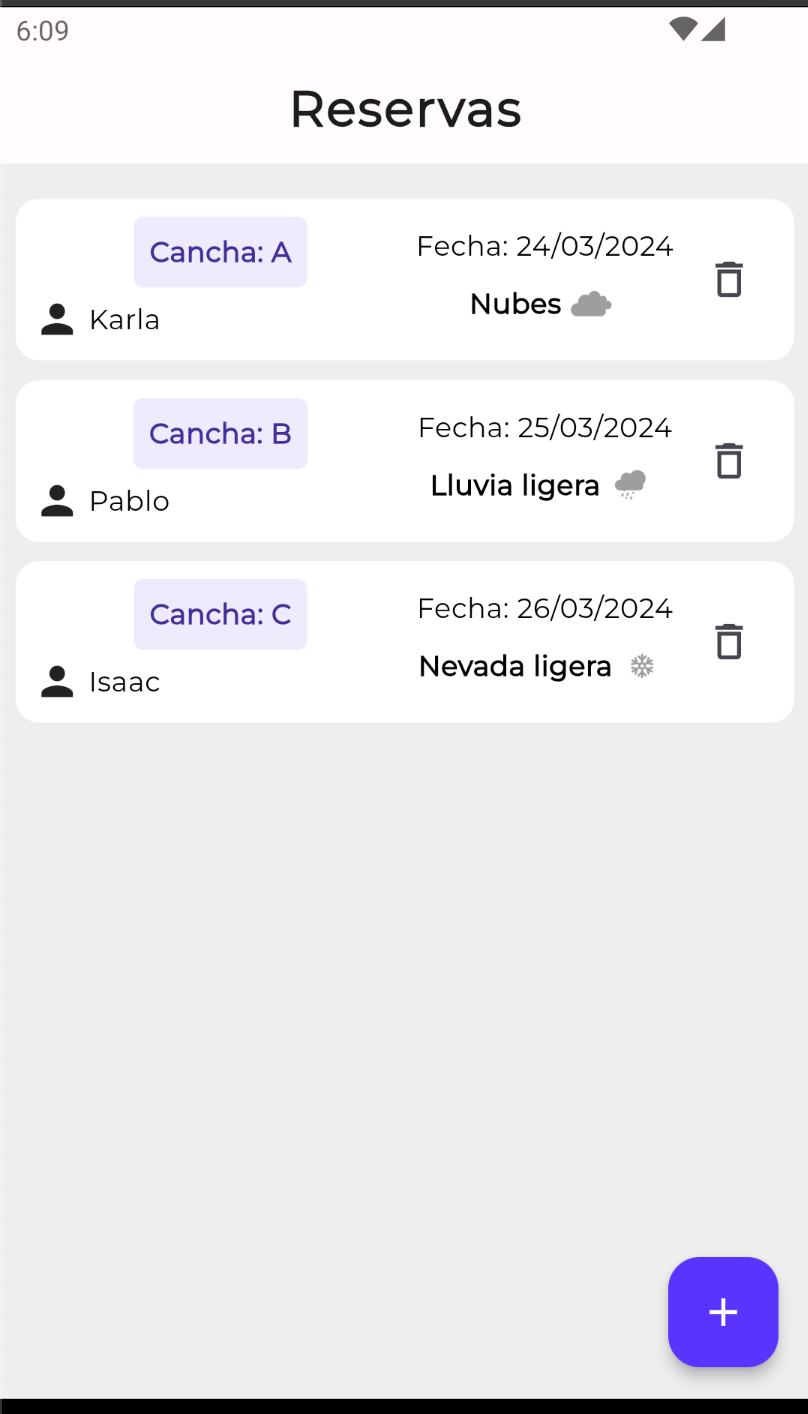 6:09
Reservas
Cancha: A
Fecha: 24/03/2024
Nubes
Karla
Cancha: B
Fecha: 25/03/2024
Lluvia ligera
Pablo
Cancha: C
Fecha: 26/03/2024
Nevada ligera
Isaac
+